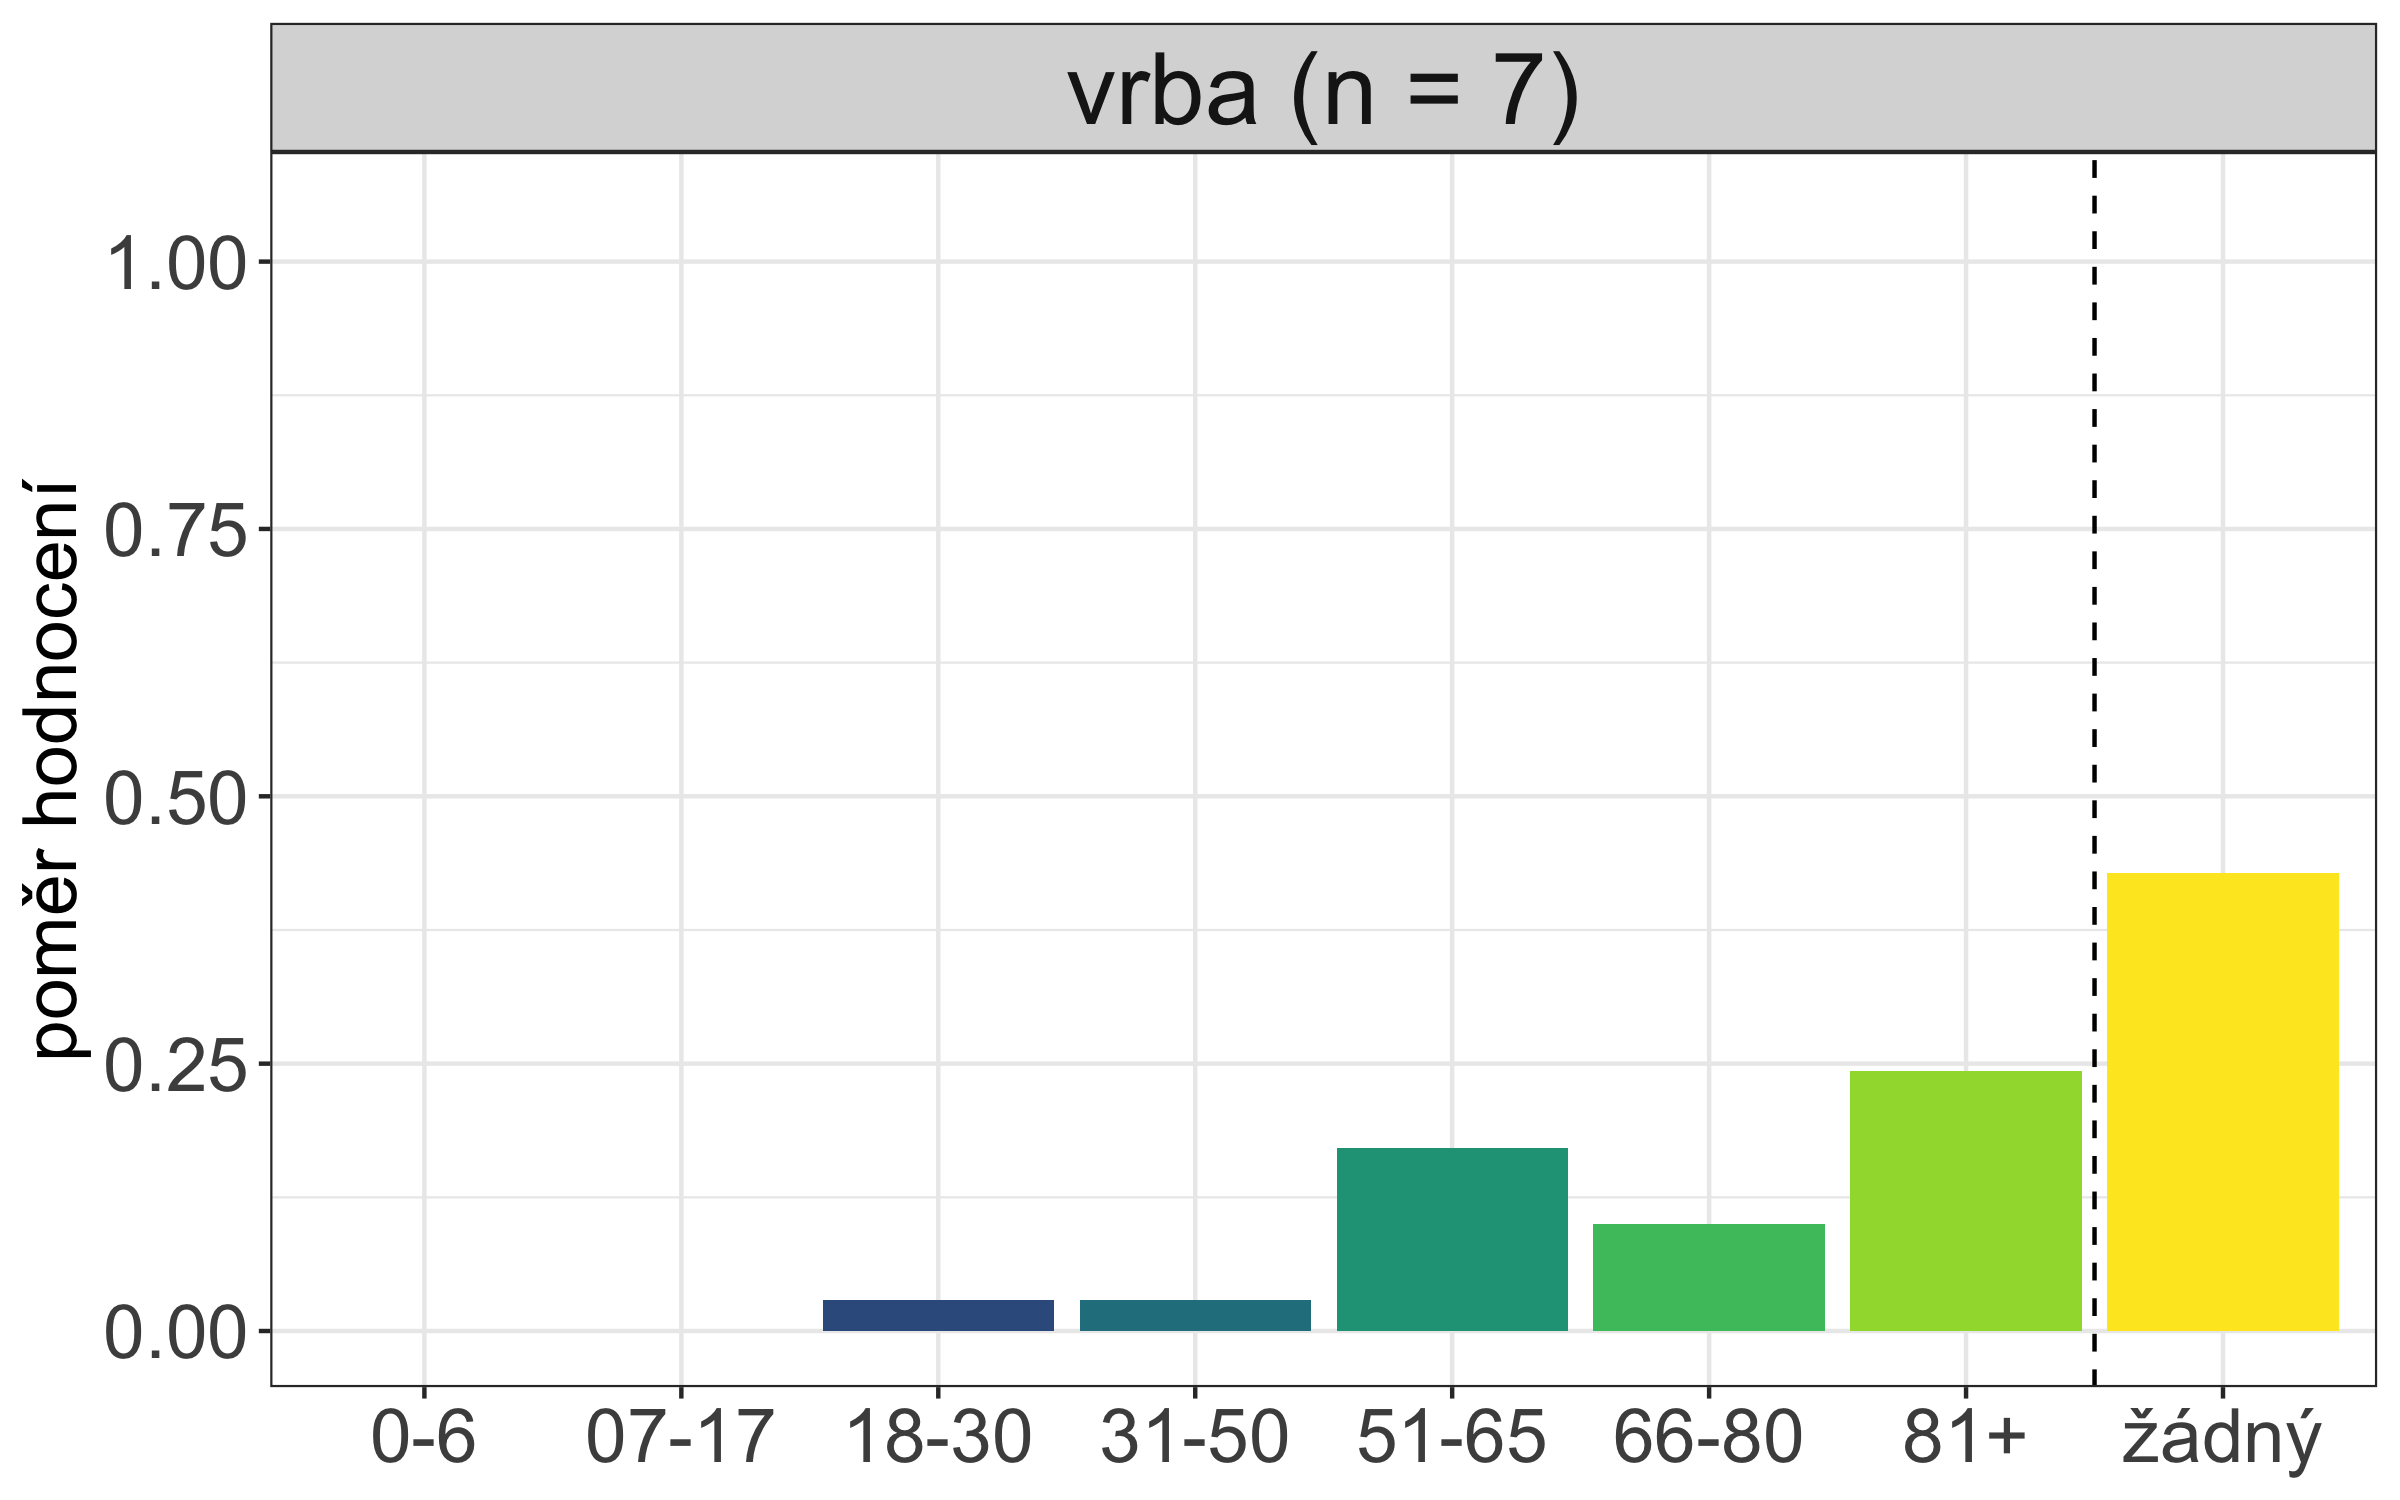 vrba (n = 7)
poměr hodnocení
1.00
0.75
0.50
0.25
0.00
0-6 07-17 18-30 31-50 51-65 66-80 81+ žádný